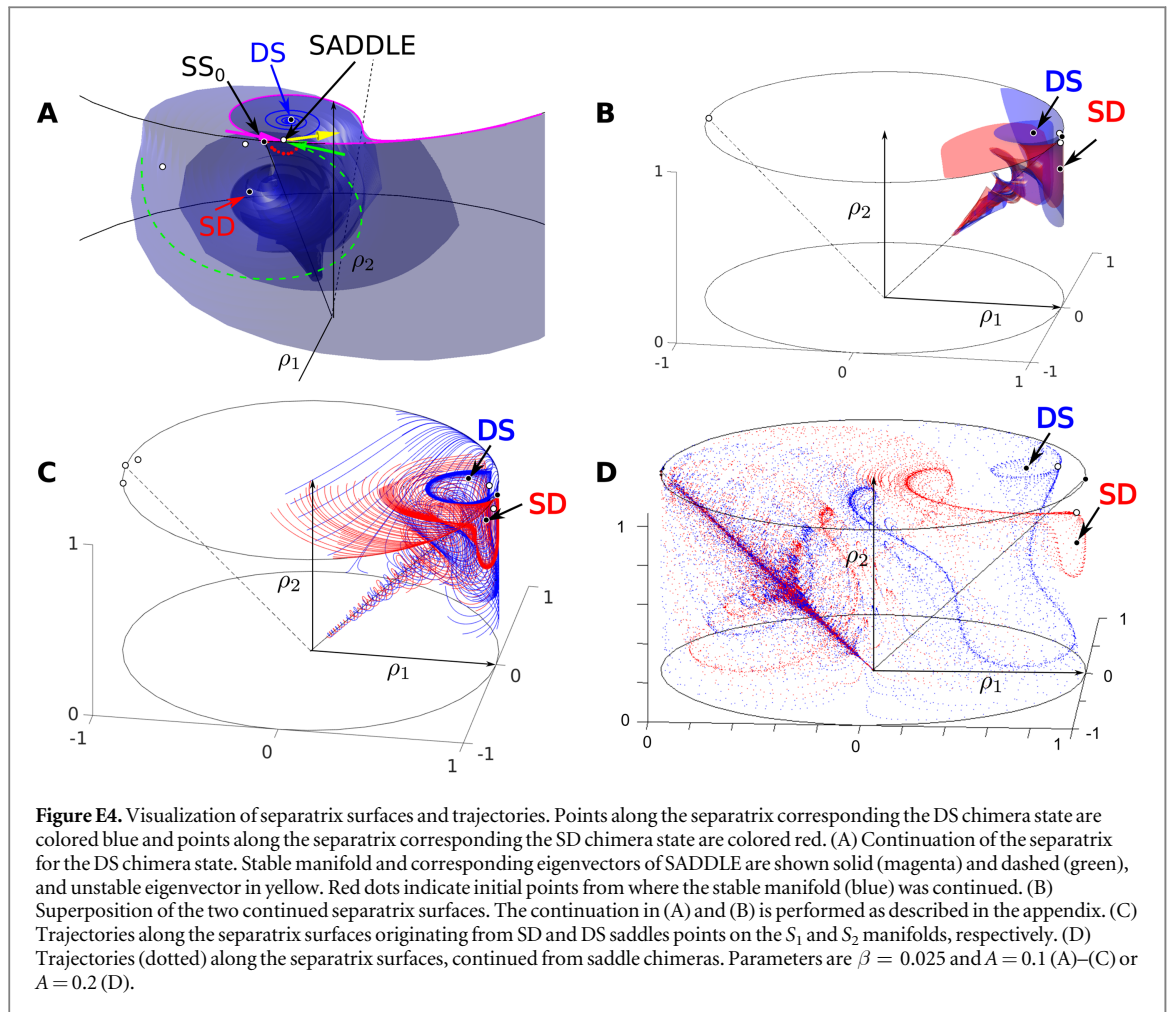 A
SS0
DS
SADDLE
SD
ρ2
ρ1
B
DS
SD
1
ρ2
1
ρ1
0
0
-1
0
1
-1
C
DS
SD
1
ρ2
1
ρ1
0
0
-1
0
1
-1
D
DS
SD
1
ρ2
1
ρ1
0
0
-1
0
0
1
Figure E4. Visualization of separatrix surfaces and trajectories. Points along the separatrix corresponding the DS chimera state are
colored blue and points along the separatrix corresponding the SD chimera state are colored red. (A) Continuation of the separatrix
for the DS chimera state. Stable manifold and corresponding eigenvectors of SADDLE are shown solid (magenta) and dashed (green),
and unstable eigenvector in yellow. Red dots indicate initial points from where the stable manifold (blue) was continued. (B)
Superposition of the two continued separatrix surfaces. The continuation in (A) and (B) is performed as described in the appendix. (C)
Trajectories along the separatrix surfaces originating from SD and DS saddles points on the S1 and S2 manifolds, respectively. (D)
Trajectories (dotted) along the separatrix surfaces, continued from saddle chimeras. Parameters are β = 0.025 and A = 0.1 (A)–(C) or
A = 0.2 (D).